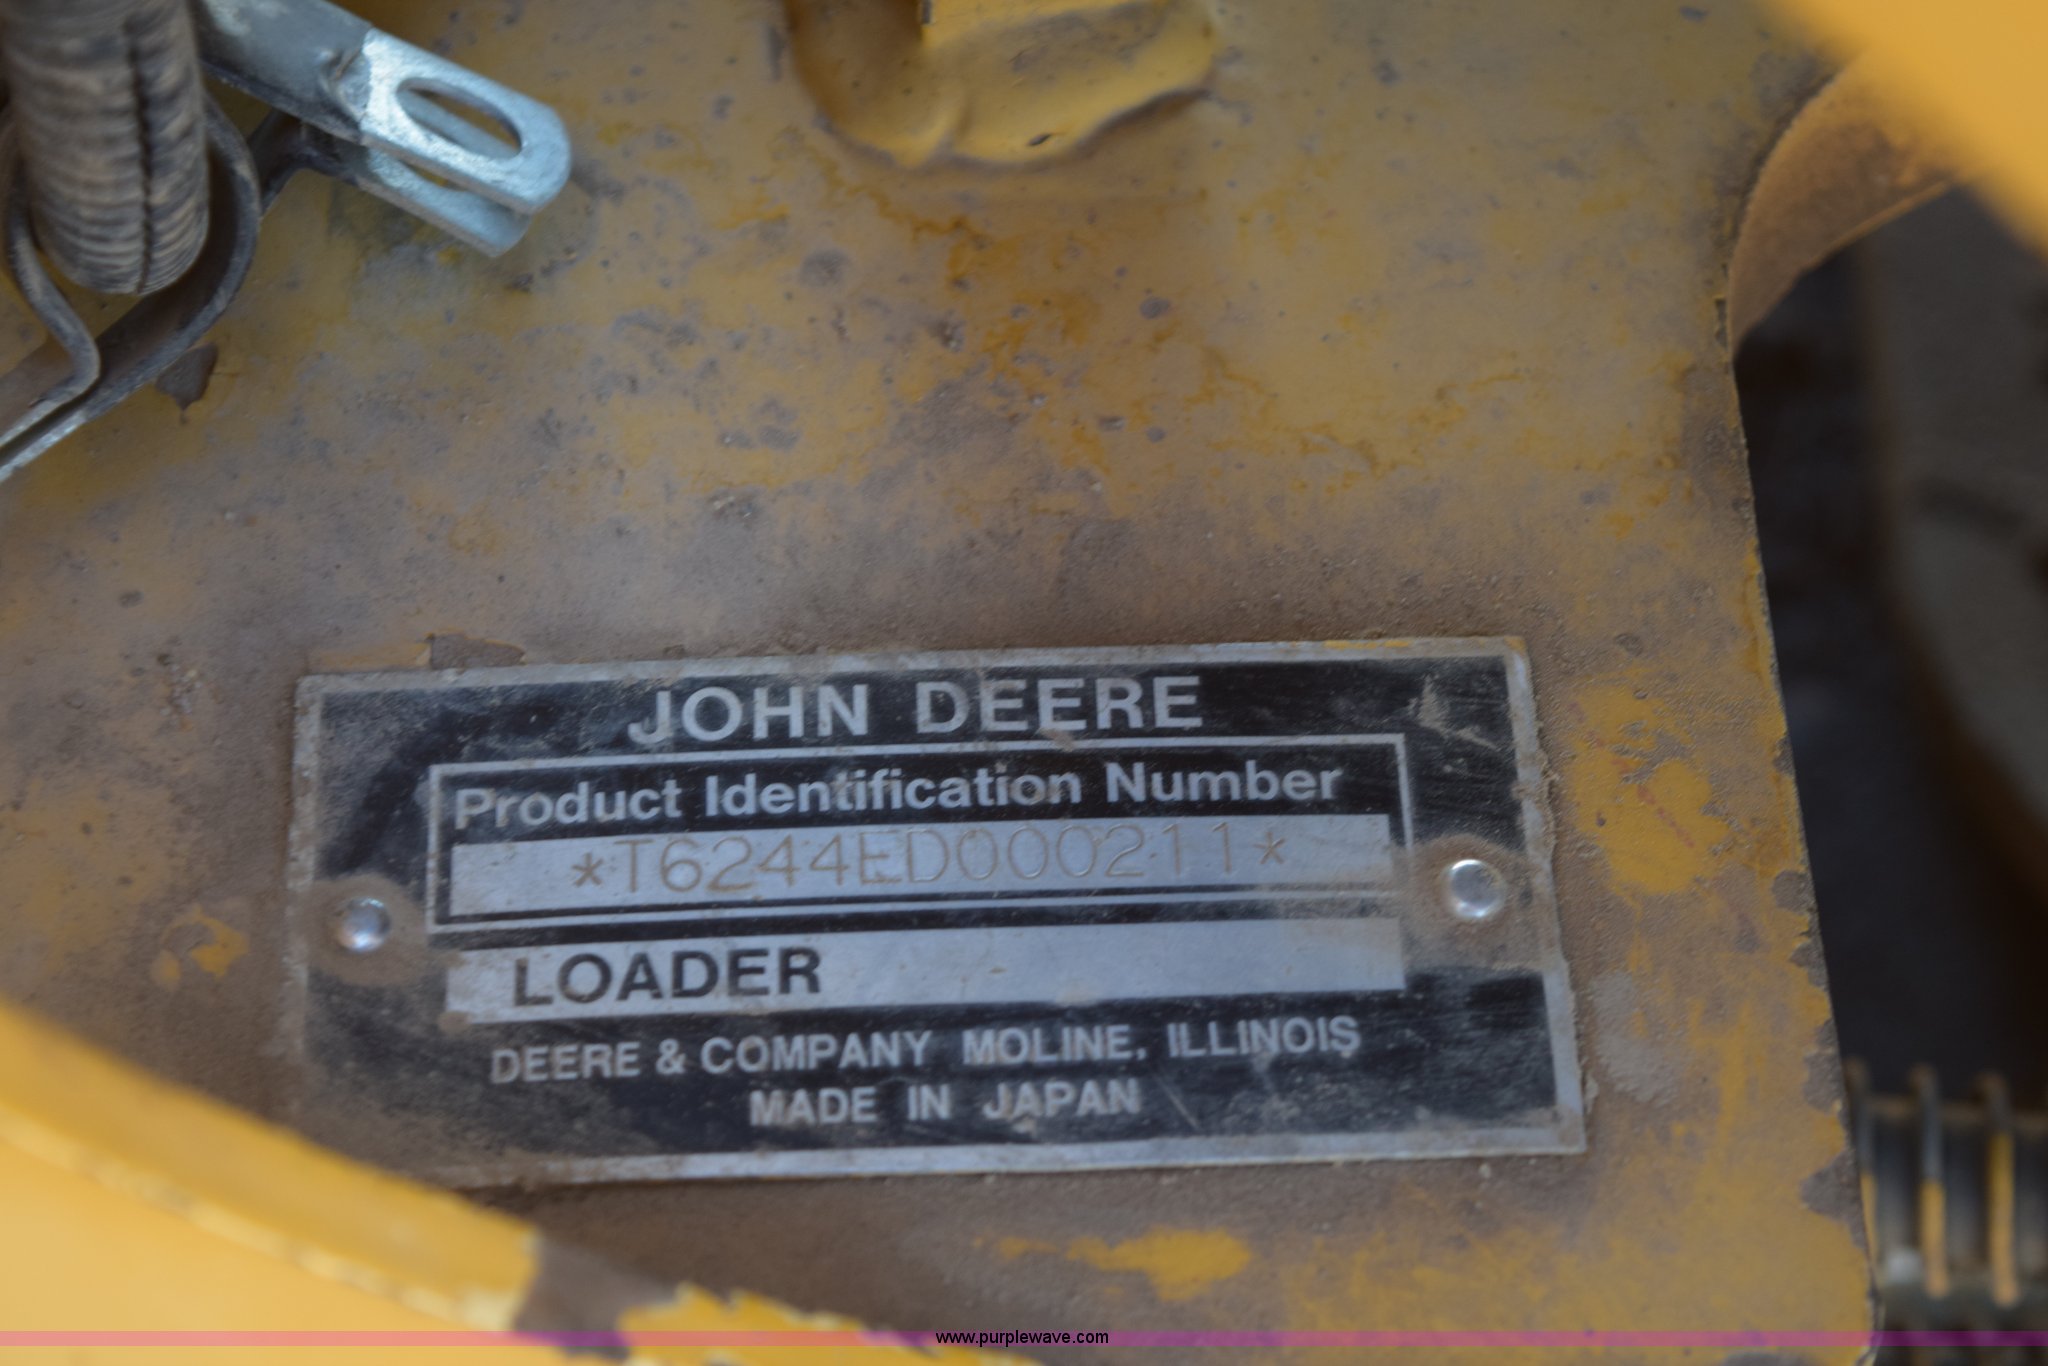 JOHN DEERE
Product Identification Number
*T6244ED000211*
LOADER
DEERE & COMPANY MOLINE, ILLINOIS
MADE IN JAPAN
www.purplewave.com